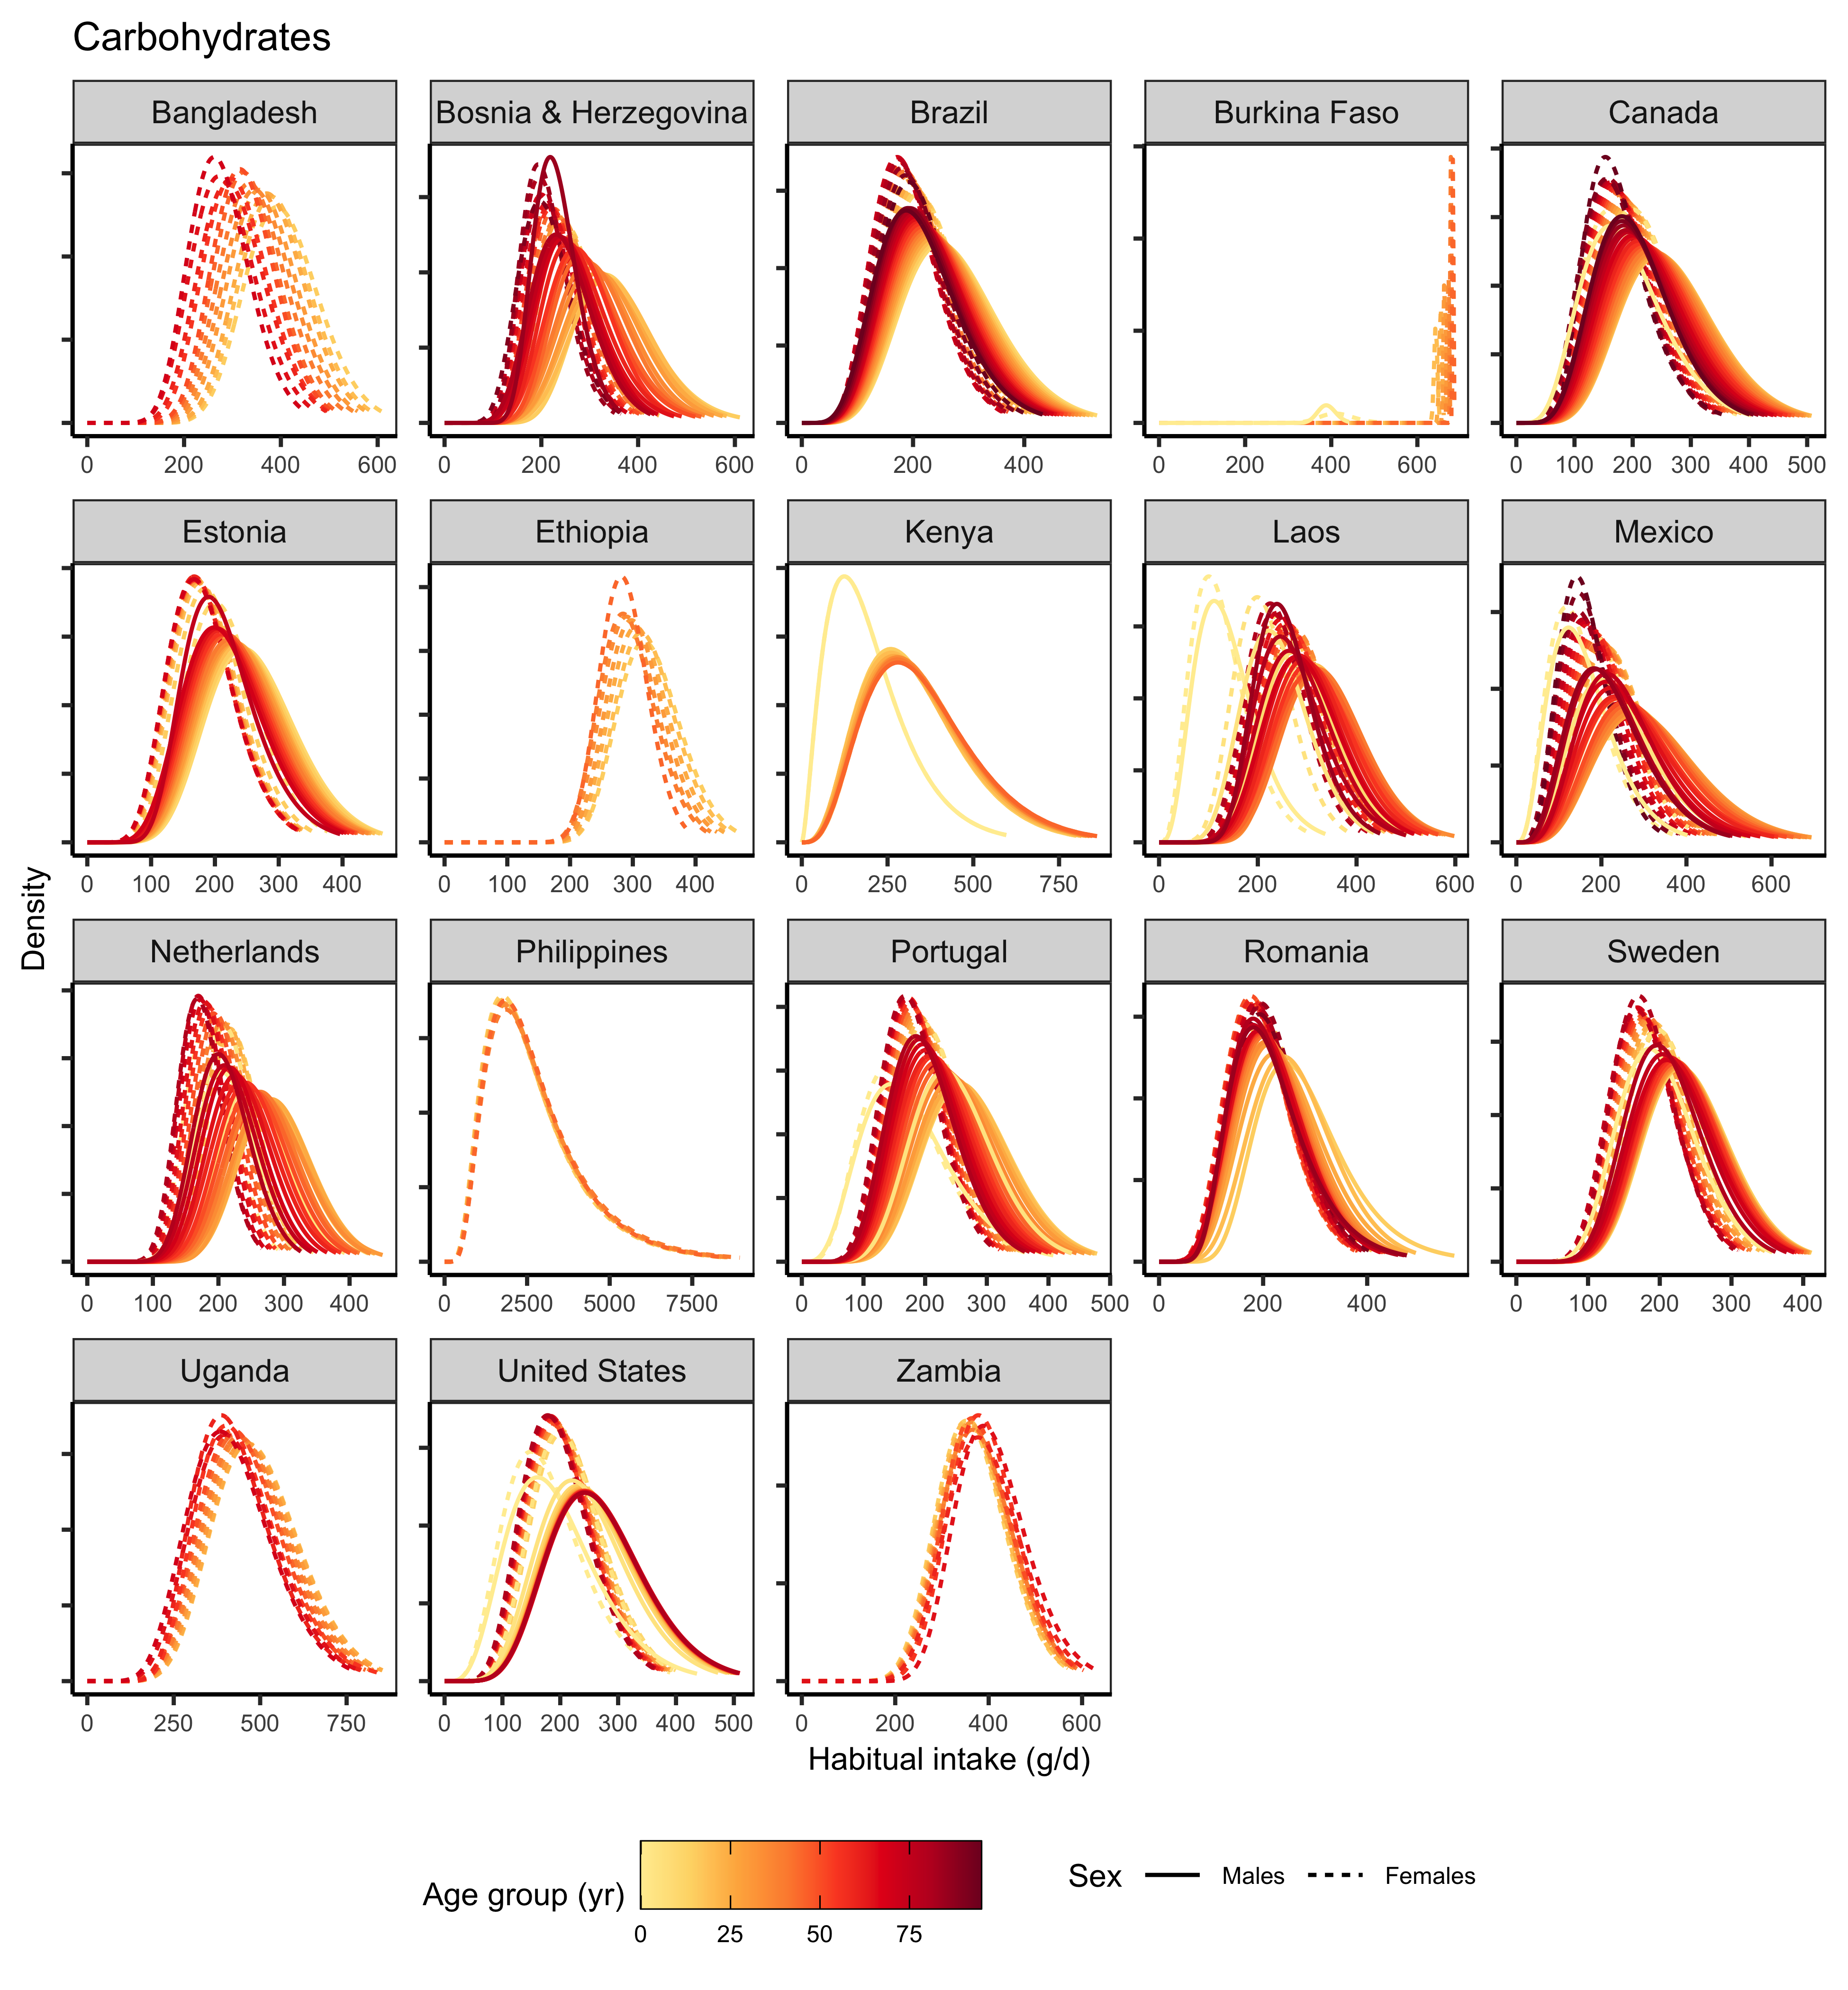 Carbohydrates
Bangladesh Bosnia & Herzegovina Brazil Burkina Faso Canada
0 200 400 600 0 200 400 600 0 200 400 0 200 400 600 0 100 200 300 400 500
Estonia Ethiopia Kenya Laos Mexico
0 100 200 300 400 0 100 200 300 400 0 250 500 750 0 200 400 600 0 200 400 600
Density
Netherlands Philippines Portugal Romania Sweden
0 100 200 300 400 0 2500 5000 7500 0 100 200 300 400 500 0 200 400 0 100 200 300 400
Uganda United States Zambia
0 250 500 750 0 100 200 300 400 500 0 200 400 600
Habitual intake (g/d)
Age group (yr)
0 25 50 75
Sex Males Females